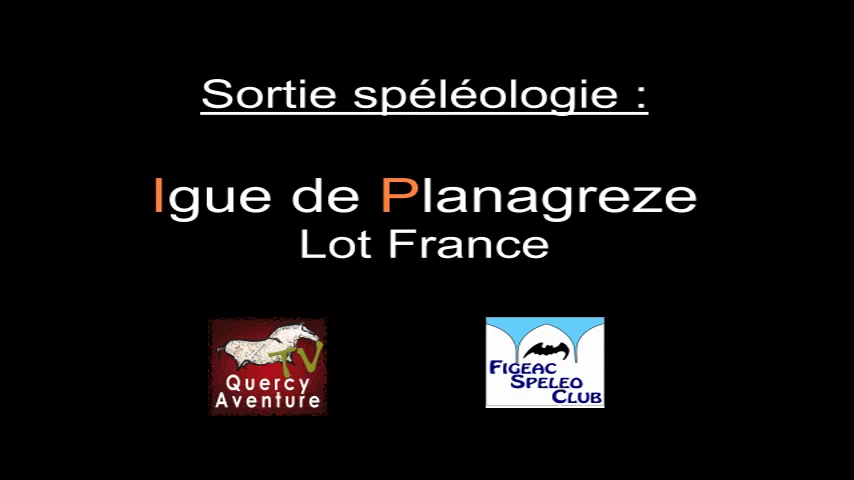 Sortie spéléologie :
Igue de Planagreze
Lot France
TV
Quercy
Aventure
FIGEAC
SPELEO
CLUB